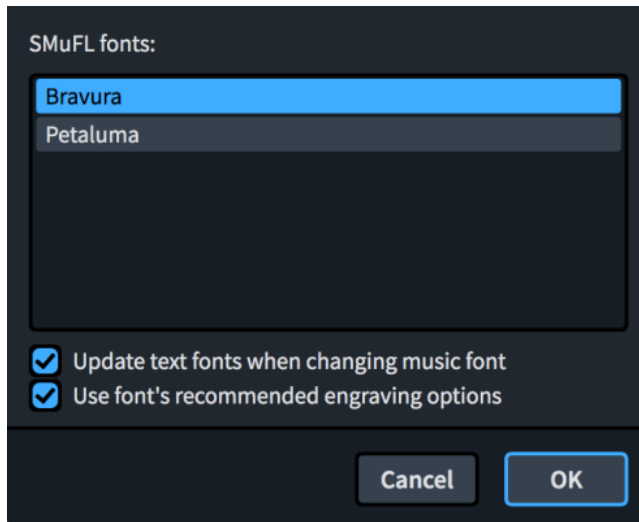 SMuFL fonts:
Bravura
Petaluma
Update text fonts when changing music font
Use font's recommended engraving options
Cancel OK